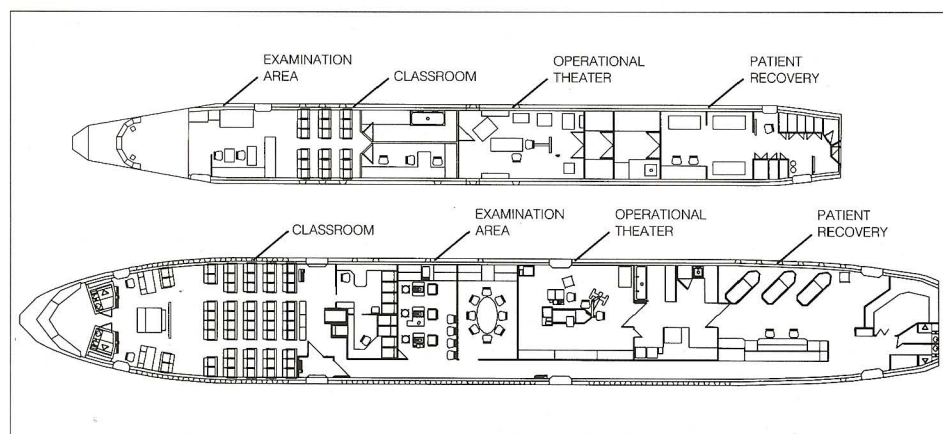 EXAMINATION
AREA
CLASSROOM
OPERATIONAL
THEATER
PATIENT
RECOVERY
CLASSROOM
EXAMINATION
AREA
OPERATIONAL
THEATER
PATIENT
RECOVERY